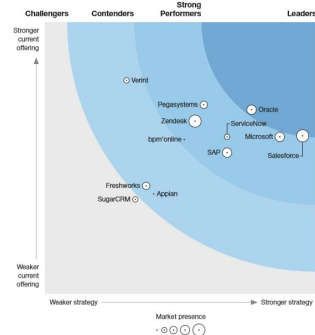 Challengers Contenders Strong Performers Leaders
Stronger current offering
Verint
Pegasystems
Oracle
Zendesk
ServiceNow
bpm'online
Microsoft
SAP
Salesforce
Freshworks
Appian
SugarCRM
Weaker current offering
Weaker strategy Stronger strategy
Market presence